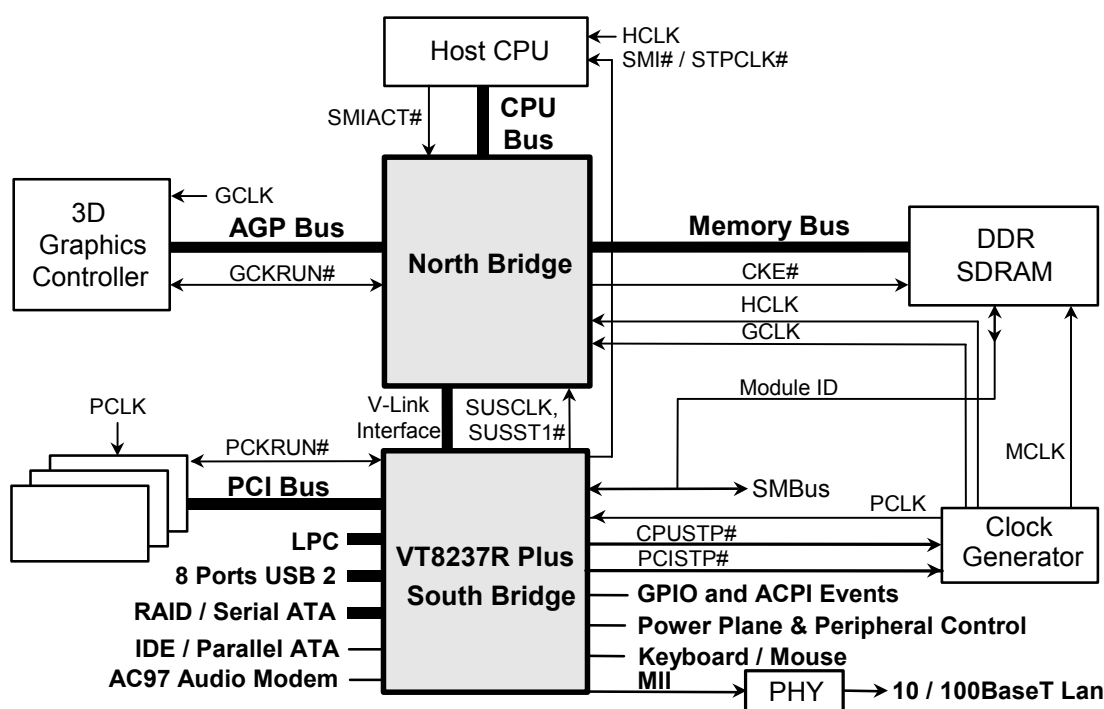 Host CPU
HCLK
SMI# / STPCLK#
SMIACT#
CPU
Bus
3D
Graphics
Controller
GCLK
AGP Bus
GCKRUN#
North Bridge
Memory Bus
CKE#
HCLK
GCLK
DDR
SDRAM
Module ID
MCLK
V-Link
Interface
SUSCLK,
SUSST1#
PCLK
PCKRUN#
PCI Bus
SMBus
PCLK
CPUSTP#
PCISTP#
Clock
Generator
VT8237R Plus
South Bridge
LPC
8 Ports USB 2
RAID / Serial ATA
IDE / Parallel ATA
AC97 Audio Modem
GPIO and ACPI Events
Power Plane & Peripheral Control
Keyboard / Mouse
MII
PHY
10 / 100BaseT Lan